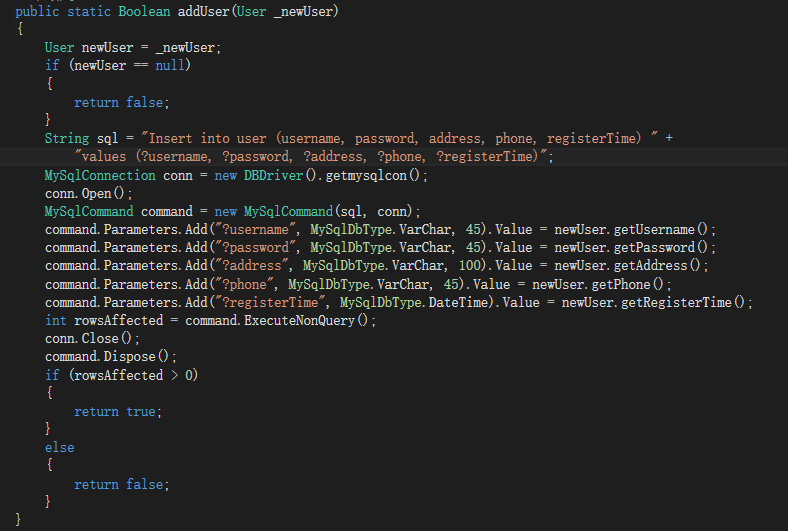 public static Boolean addUser(User _newUser)
{
    User newUser = _newUser;
    if (newUser == null)
    {
        return false;
    }
    String sql = "Insert into user (username, password, address, phone, registerTime) " +
        "values (?username, ?password, ?address, ?phone, ?registerTime)";
    MySqlConnection conn = new DBDriver().getmysqlcon();
    conn.Open();
    MySqlCommand command = new MySqlCommand(sql, conn);
    command.Parameters.Add("?username", MySqlDbType.VarChar, 45).Value = newUser.getUsername();
    command.Parameters.Add("?password", MySqlDbType.VarChar, 45).Value = newUser.getPassword();
    command.Parameters.Add("?address", MySqlDbType.VarChar, 100).Value = newUser.getAddress();
    command.Parameters.Add("?phone", MySqlDbType.VarChar, 45).Value = newUser.getPhone();
    command.Parameters.Add("?registerTime", MySqlDbType.DateTime).Value = newUser.getRegisterTime();
    int rowsAffected = command.ExecuteNonQuery();
    conn.Close();
    command.Dispose();
    if (rowsAffected > 0)
    {
        return true;
    }
    else
    {
        return false;
    }
}